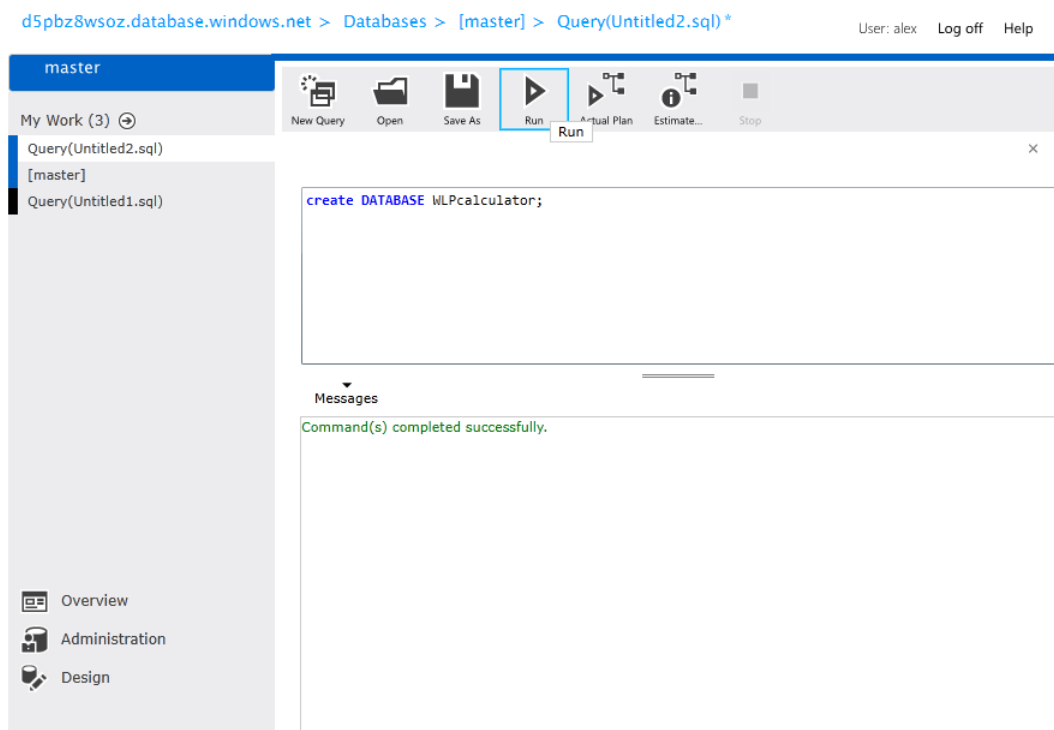 d5pbz8wsoz.database.windows.net > Databases > [master] > Query(Untitled2.sql)*
User: alex Log off Help
master
My Work (3)
Query(Untitled2.sql)
[master]
Query(Untitled1.sql)
New Query Open Save As Run Actual Plan Estimate... Stop
Run
create DATABASE WLPcalculator;
Messages
Command(s) completed successfully.
Overview
Administration
Design